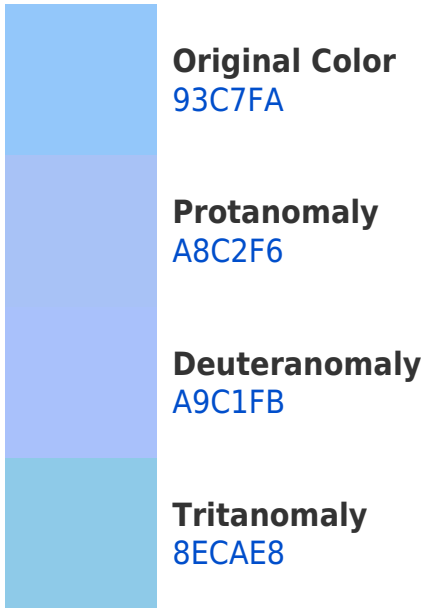 Original Color
93C7FA
Protanomaly
A8C2F6
Deuteranomaly
A9C1FB
Tritanomaly
8ECAE8